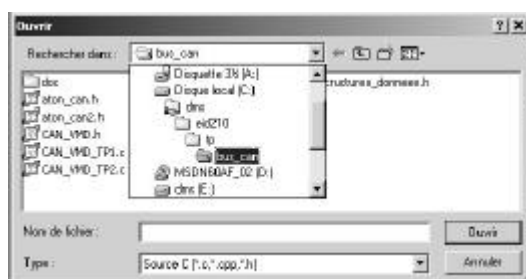 Ouvrir
Rechercher dans : bus_can
Disquette 3½ (A:)
Disque local (C:)
dms
eid210
tp
bus_can
MSDN60AF_02 (D:)
dms (E:)
doc
aton_can.h
aton_can2.h
CAN_VMD.h
CAN_VMD_TP1.c
CAN_VMD_TP2.c
ructures_donnees.h
Nom de fichier :
Ouvrir
Type : Source C (*.c,*.cpp,*.h)
Annuler